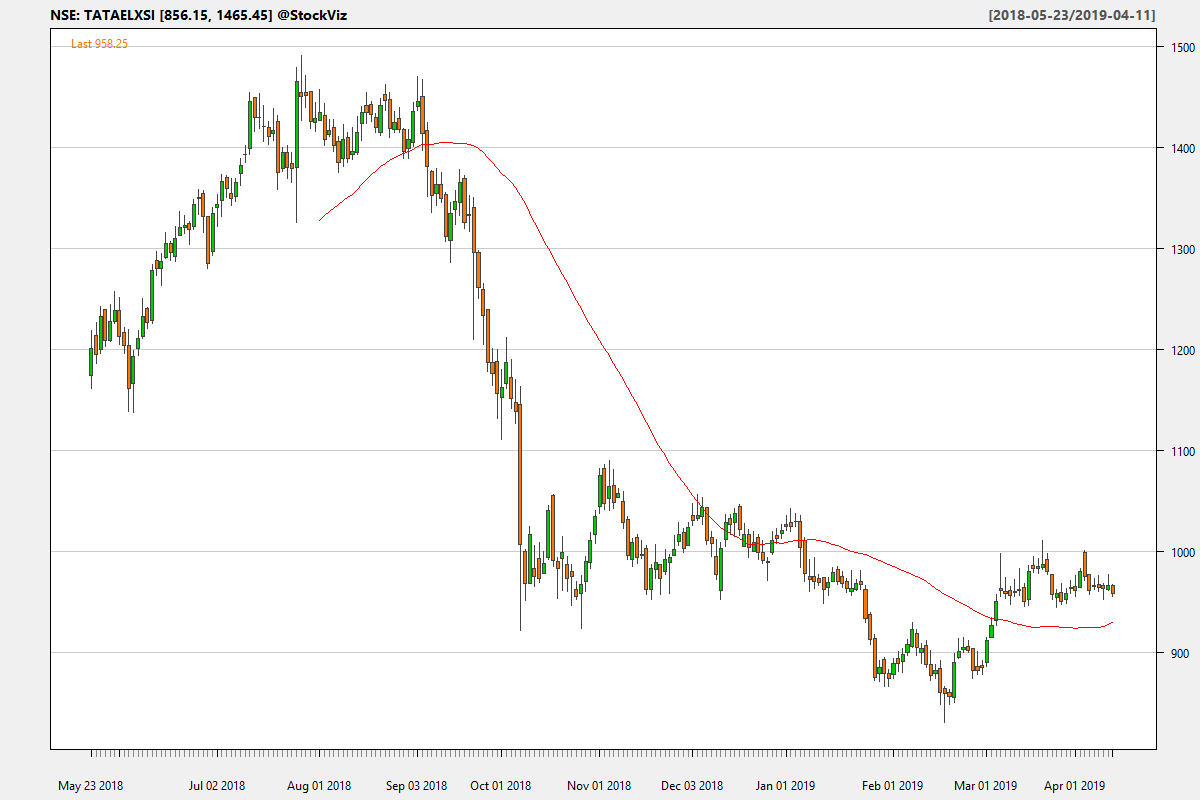 NSE: TATAELXSI [856.15, 1465.45] @StockViz [2018-05-23/2019-04-11]
Last 958.25
1500
1400
1300
1200
1100
1000
900
May 23 2018 Jul 02 2018 Aug 01 2018 Sep 03 2018 Oct 01 2018 Nov 01 2018 Dec 03 2018 Jan 01 2019 Feb 01 2019 Mar 01 2019 Apr 01 2019